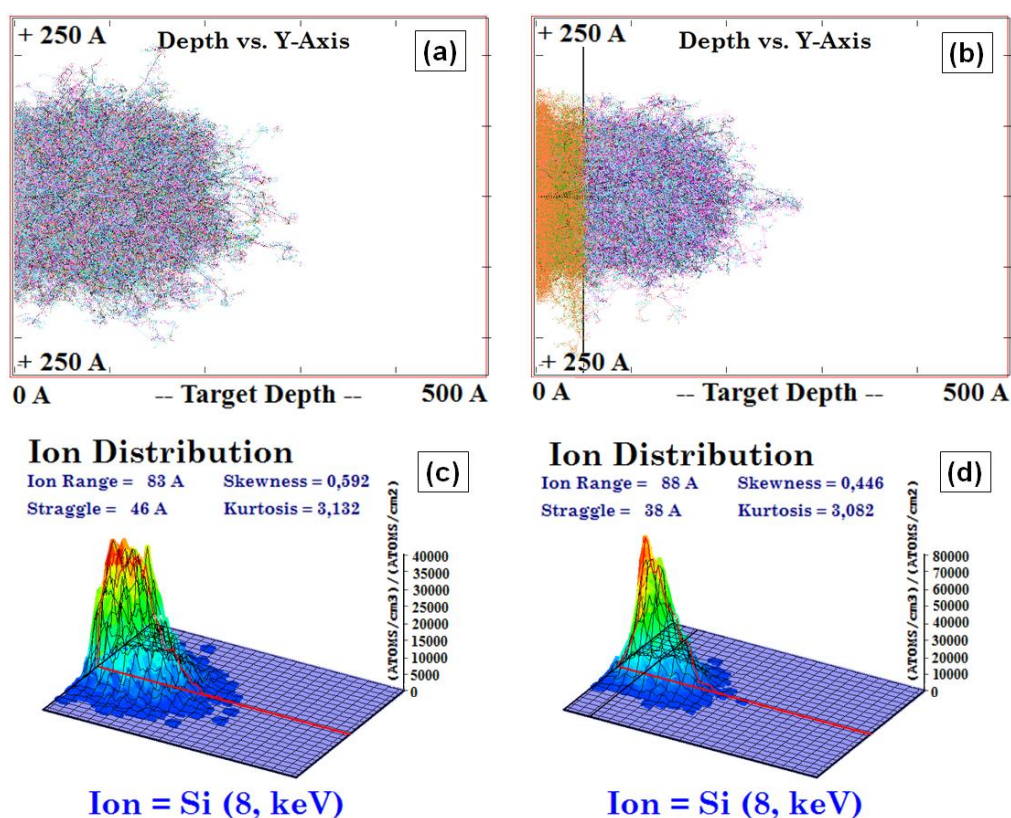 + 250 A
Depth vs. Y-Axis
(a)
+ 250 A
0 A
-- Target Depth --
500 A
+ 250 A
Depth vs. Y-Axis
(b)
+ 250 A
0 A
-- Target Depth --
500 A
Ion Distribution
(c)
Ion Range = 83 A
Skewness = 0,592
Straggle = 46 A
Kurtosis = 3,132
(ATOMS/cm3) / (ATOMS/cm2)
40000
35000
30000
25000
20000
15000
10000
5000
0
Ion = Si (8, keV)
Ion Distribution
(d)
Ion Range = 88 A
Skewness = 0,446
Straggle = 38 A
Kurtosis = 3,082
(ATOMS/cm3) / (ATOMS/cm2)
80000
70000
60000
50000
40000
30000
20000
10000
0
Ion = Si (8, keV)